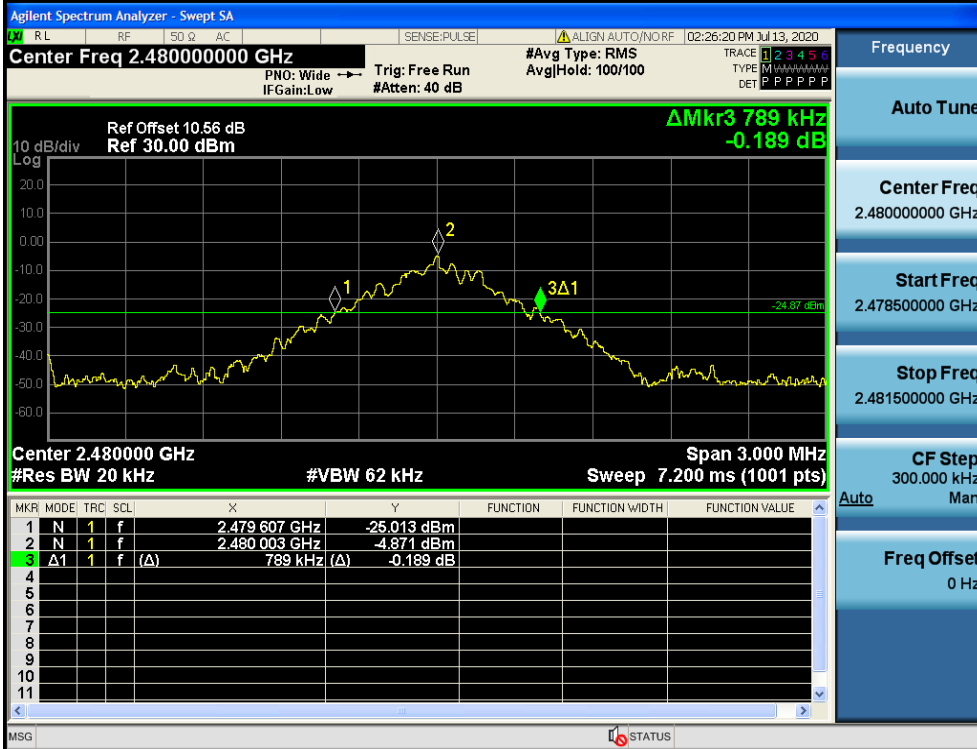 Agilent Spectrum Analyzer - Swept SA
LXI RL RF 50 Ω AC SENSE:PULSE ALIGN AUTO/NO RF 02:26:20 PM Jul 13, 2020
Center Freq 2.480000000 GHz #Avg Type: RMS TRACE 1 2 3 4 5 6
PNO: Wide Trig: Free Run Avg|Hold: 100/100 TYPE M WWWWW
IFGain:Low #Atten: 40 dB DET P P P P P P
ΔMkr3 789 kHz
Ref Offset 10.56 dB
10 dB/div Ref 30.00 dBm -0.189 dB
Log
20.0
10.0
0.00
-10.0
-20.0
-30.0
-40.0
-50.0
-60.0
1
2
3Δ1
-24.87 dBm
Center 2.480000 GHz Span 3.000 MHz
#Res BW 20 kHz #VBW 62 kHz Sweep 7.200 ms (1001 pts)
MKR MODE TRC SCL X Y FUNCTION FUNCTION WIDTH FUNCTION VALUE
1 N 1 f 2.479 607 GHz -25.013 dBm
2 N 1 f 2.480 003 GHz -4.871 dBm
3 Δ1 1 f (Δ) 789 kHz (Δ) -0.189 dB
4
5
6
7
8
9
10
11
MSG STATUS
Frequency
Auto Tune
Center Freq
2.480000000 GHz
Start Freq
2.478500000 GHz
Stop Freq
2.481500000 GHz
CF Step
300.000 kHz
Auto Man
Freq Offset
0 Hz